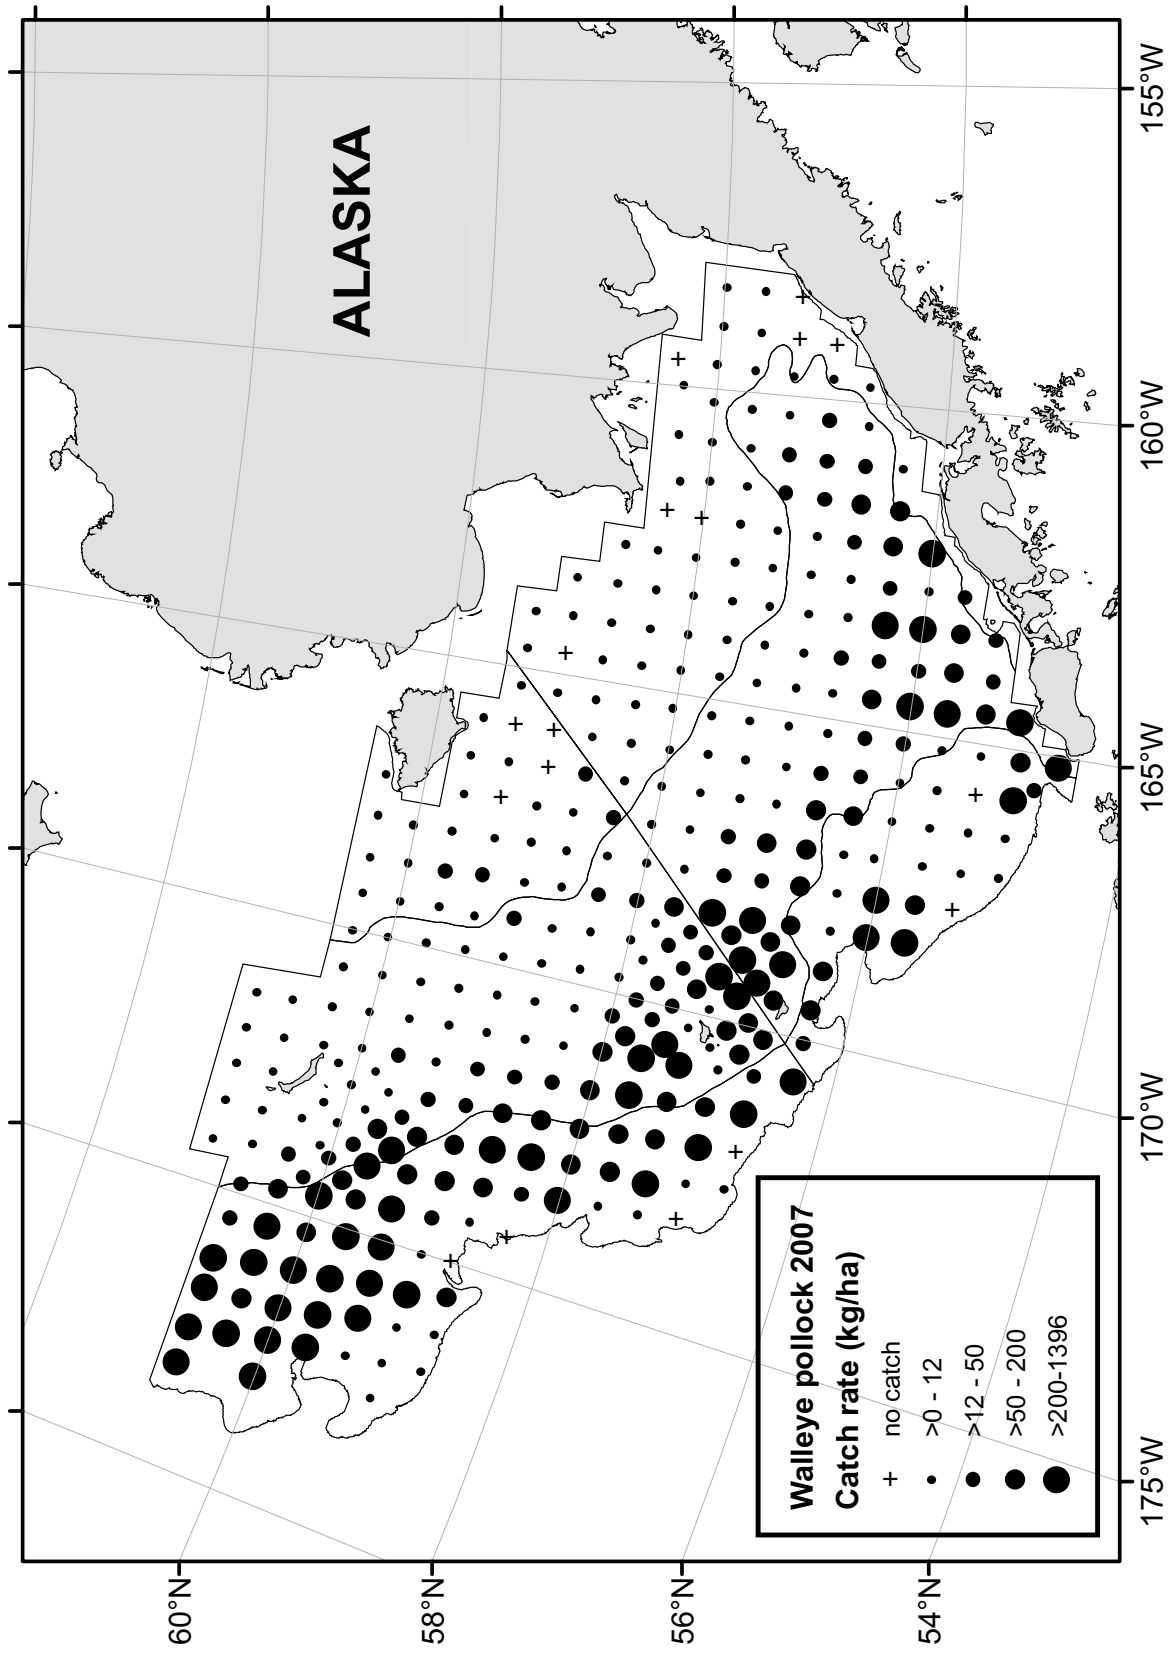 ALASKA
Walleye pollock 2007
Catch rate (kg/ha)
+ no catch
>0 - 12
>12 - 50
>50 - 200
>200-1396
60°N
58°N
56°N
54°N
175°W
170°W
165°W
160°W
155°W